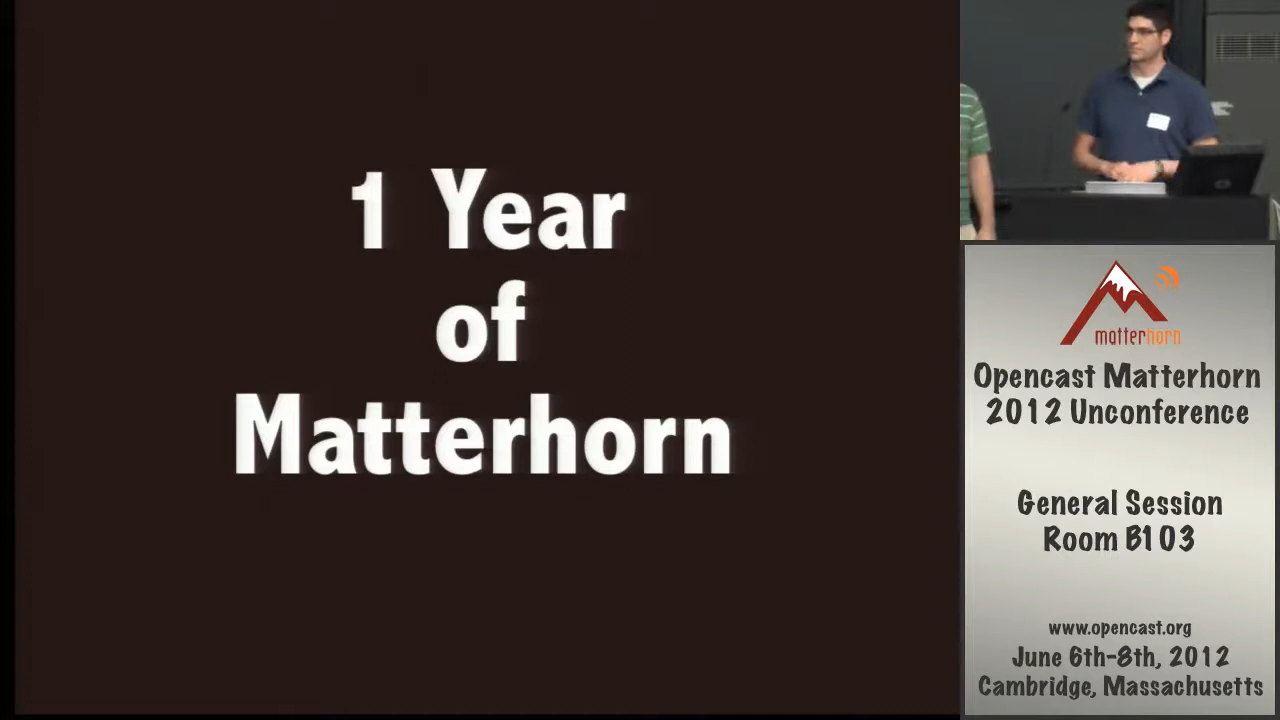 1 Year
of
Matterhorn
matterhorn
Opencast Matterhorn
2012 Unconference
General Session
Room B103
www.opencast.org
June 6th-8th, 2012
Cambridge, Massachusetts